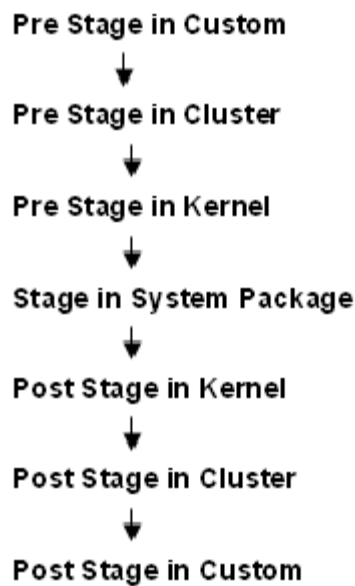 Pre Stage in Custom
Pre Stage in Cluster
Pre Stage in Kernel
Stage in System Package
Post Stage in Kernel
Post Stage in Cluster
Post Stage in Custom